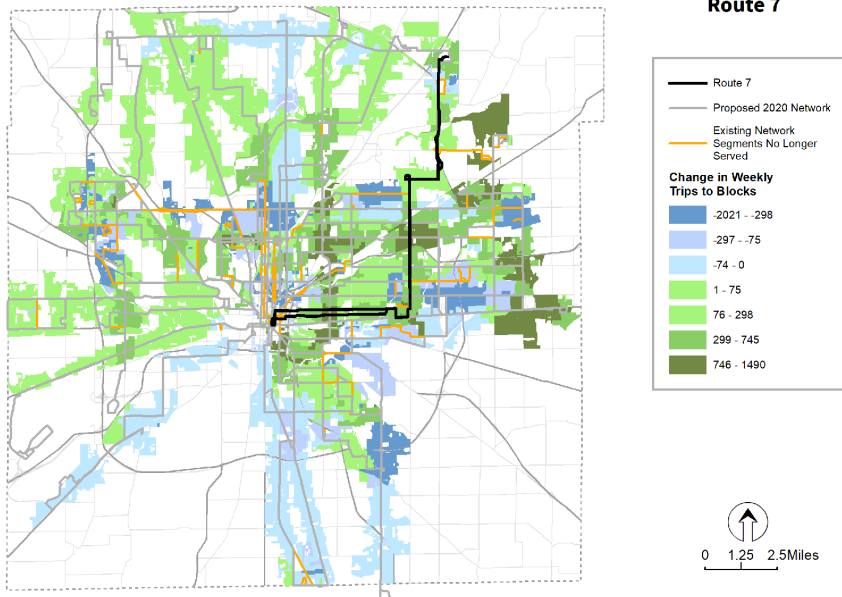 Route 7
Route 7
Proposed 2020 Network
Existing Network
Segments No Longer
Served
Change in Weekly
Trips to Blocks
-2021 - -298
-297 - -75
-74 - 0
1 - 75
76 - 298
299 - 745
746 - 1490
0 1.25 2.5Miles